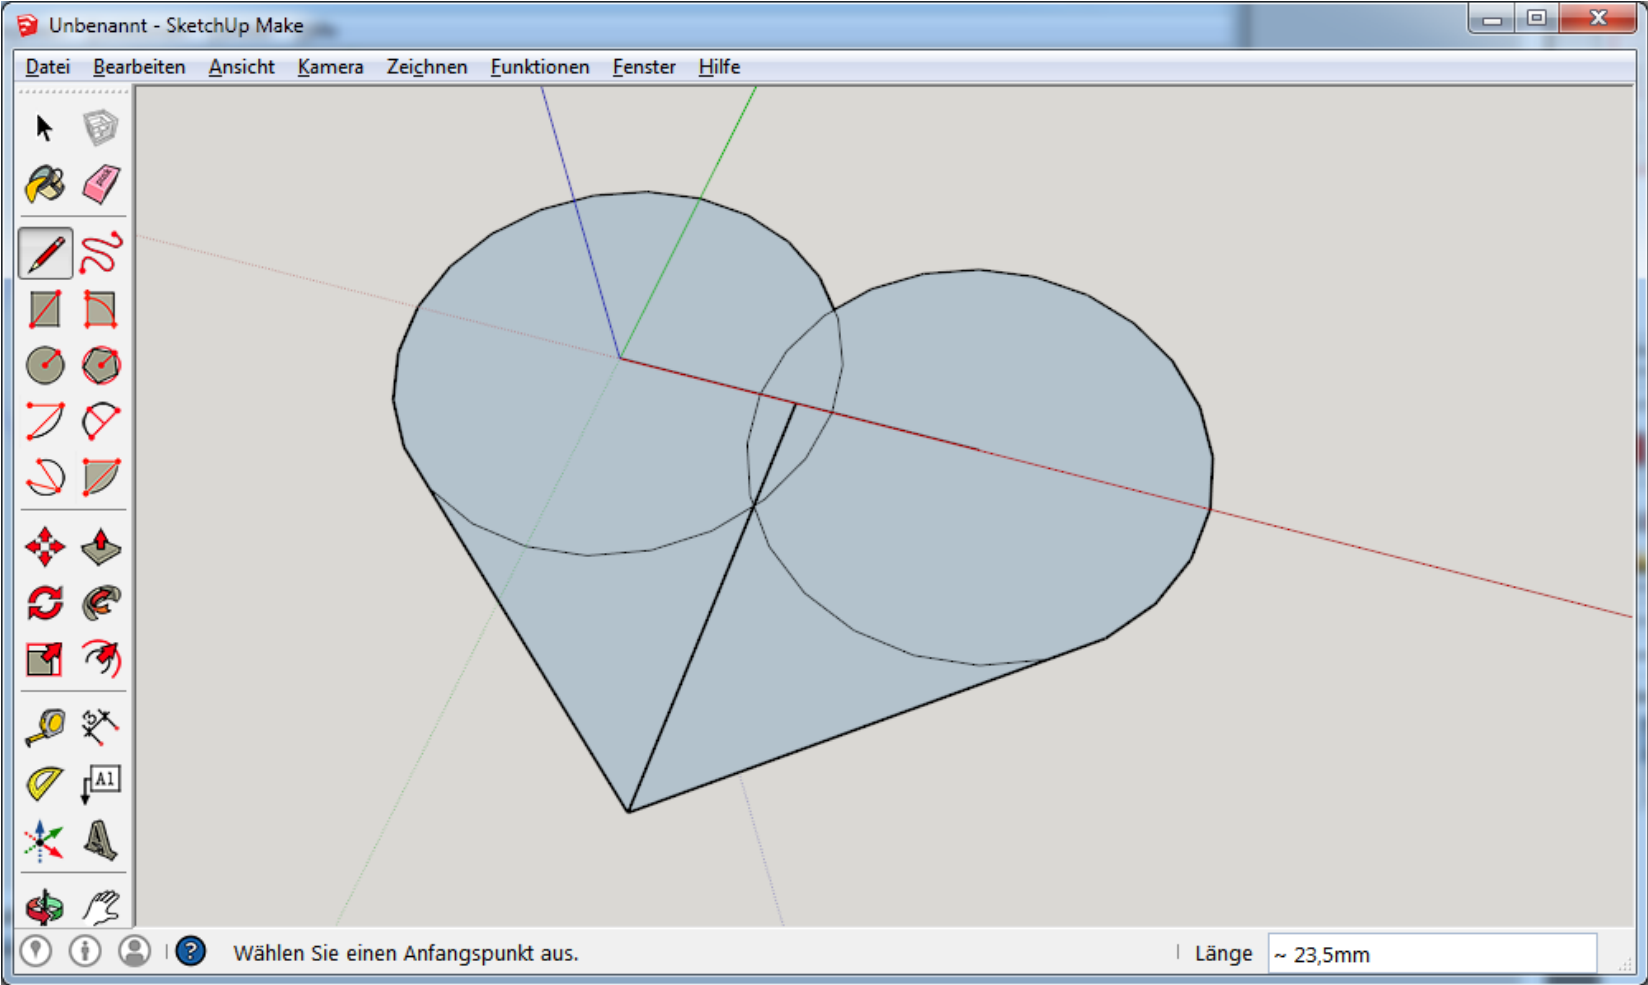 Unbenannt - SketchUp Make
Datei Bearbeiten Ansicht Kamera Zeichnen Funktionen Fenster Hilfe
A1
Wählen Sie einen Anfangspunkt aus. Länge ~ 23,5mm